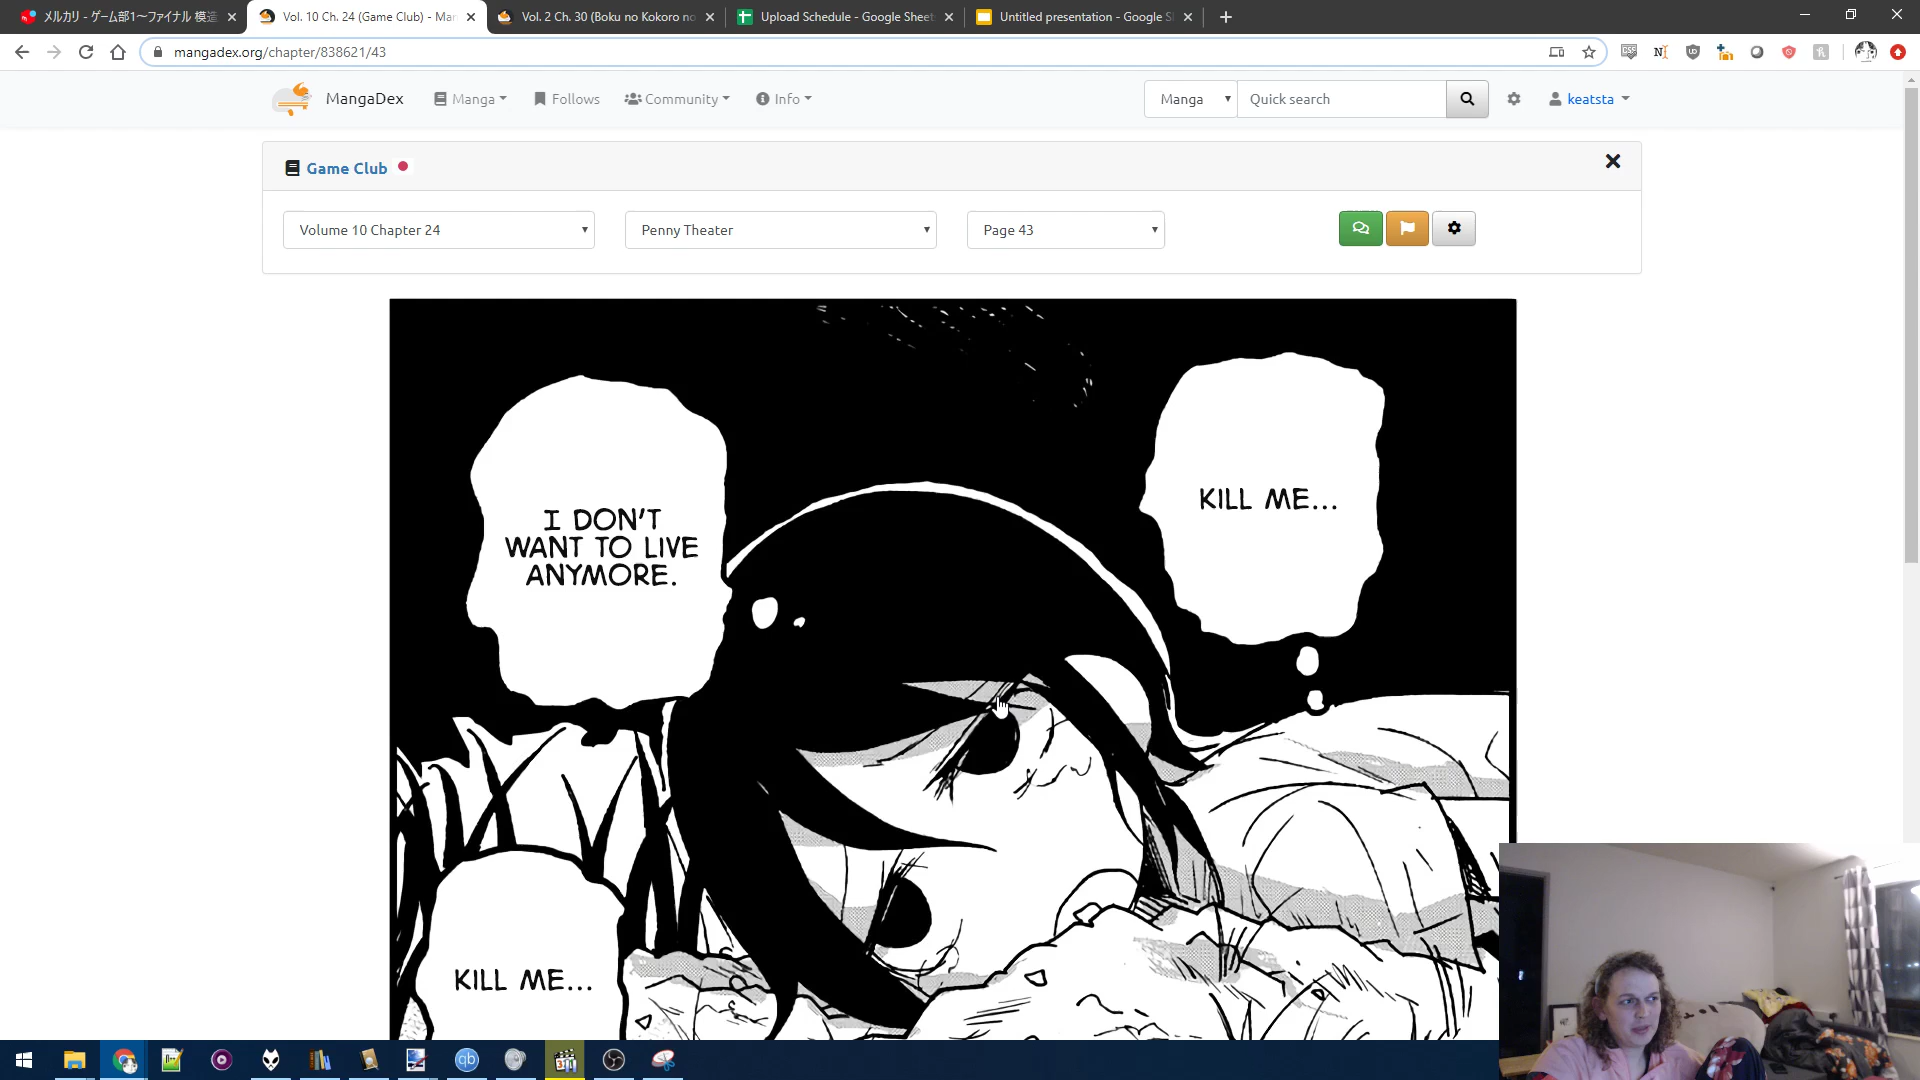 メルカリ - ゲーム部1〜ファイナル 模造
Vol. 10 Ch. 24 (Game Club) - Man
Vol. 2 Ch. 30 (Boku no Kokoro no
Upload Schedule - Google Sheets
Untitled presentation - Google Sl
mangadex.org/chapter/838621/43
MangaDex
Manga
Follows
Community
Info
Manga
Quick search
keatsta
Game Club
Volume 10 Chapter 24
Penny Theater
Page 43
KILL ME...
I DON'T
WANT TO LIVE
ANYMORE.
KILL ME...